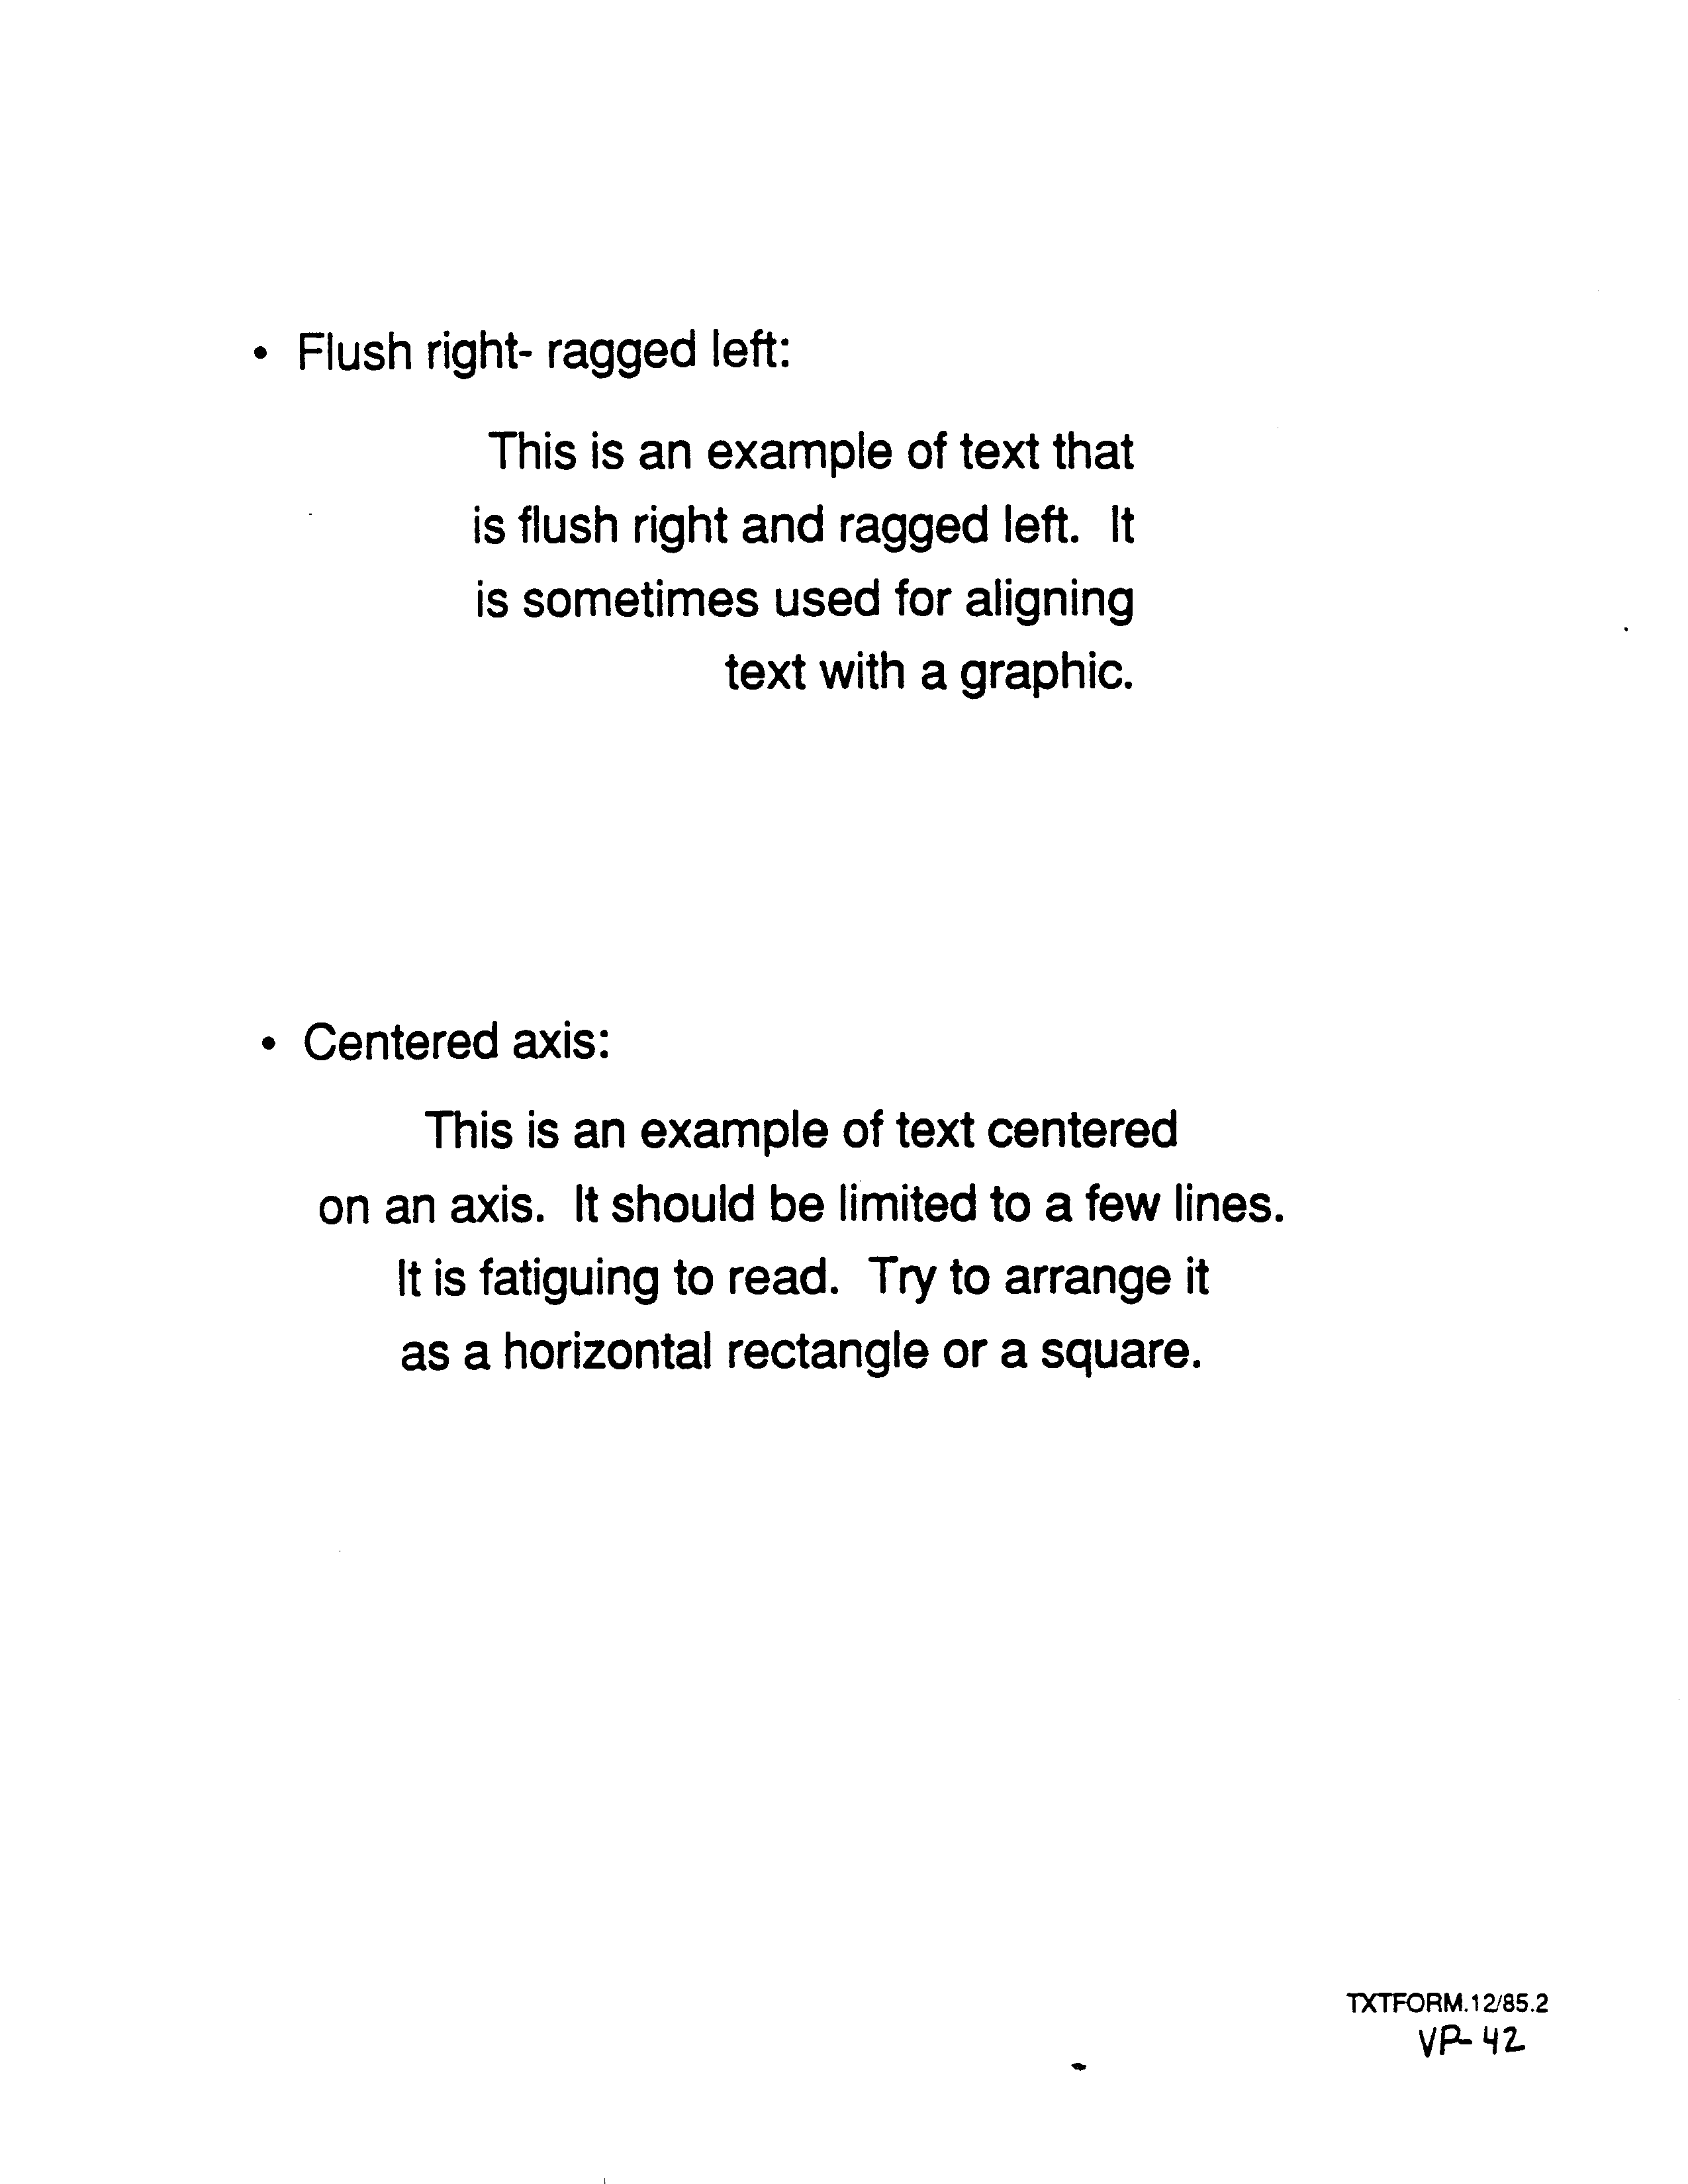 • Flush right- ragged left:
This is an example of text that
is flush right and ragged left.  It
is sometimes used for aligning
text with a graphic.
• Centered axis:
This is an example of text centered
on an axis.  It should be limited to a few lines.
It is fatiguing to read.  Try to arrange it
as a horizontal rectangle or a square.
TXTFORM.12/85.2
VP-42